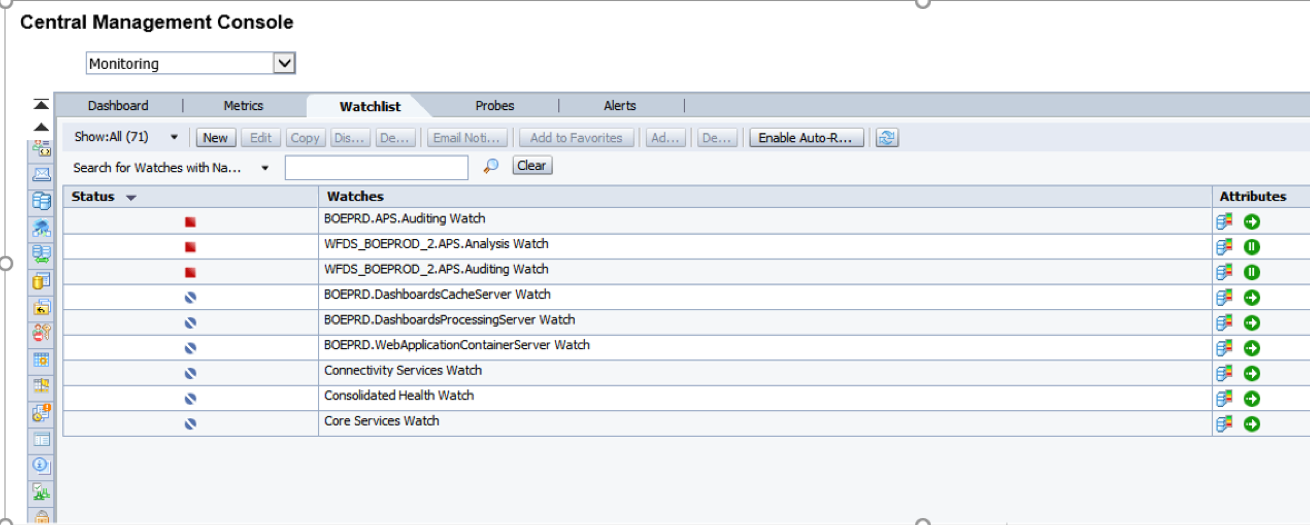 Central Management Console
Monitoring
Dashboard | Metrics Watchlist Probes | Alerts |
Show:All (71) New Edit Copy Dis... De... Email Noti... Add to Favorites Ad... De... Enable Auto-R...
Search for Watches with Na... Clear
Status Watches Attributes
BOEPRD.APS.Auditing Watch
WFDS_BOEPROD_2.APS.Analysis Watch
WFDS_BOEPROD_2.APS.Auditing Watch
BOEPRD.DashboardsCacheServer Watch
BOEPRD.DashboardsProcessingServer Watch
BOEPRD.WebApplicationContainerServer Watch
Connectivity Services Watch
Consolidated Health Watch
Core Services Watch